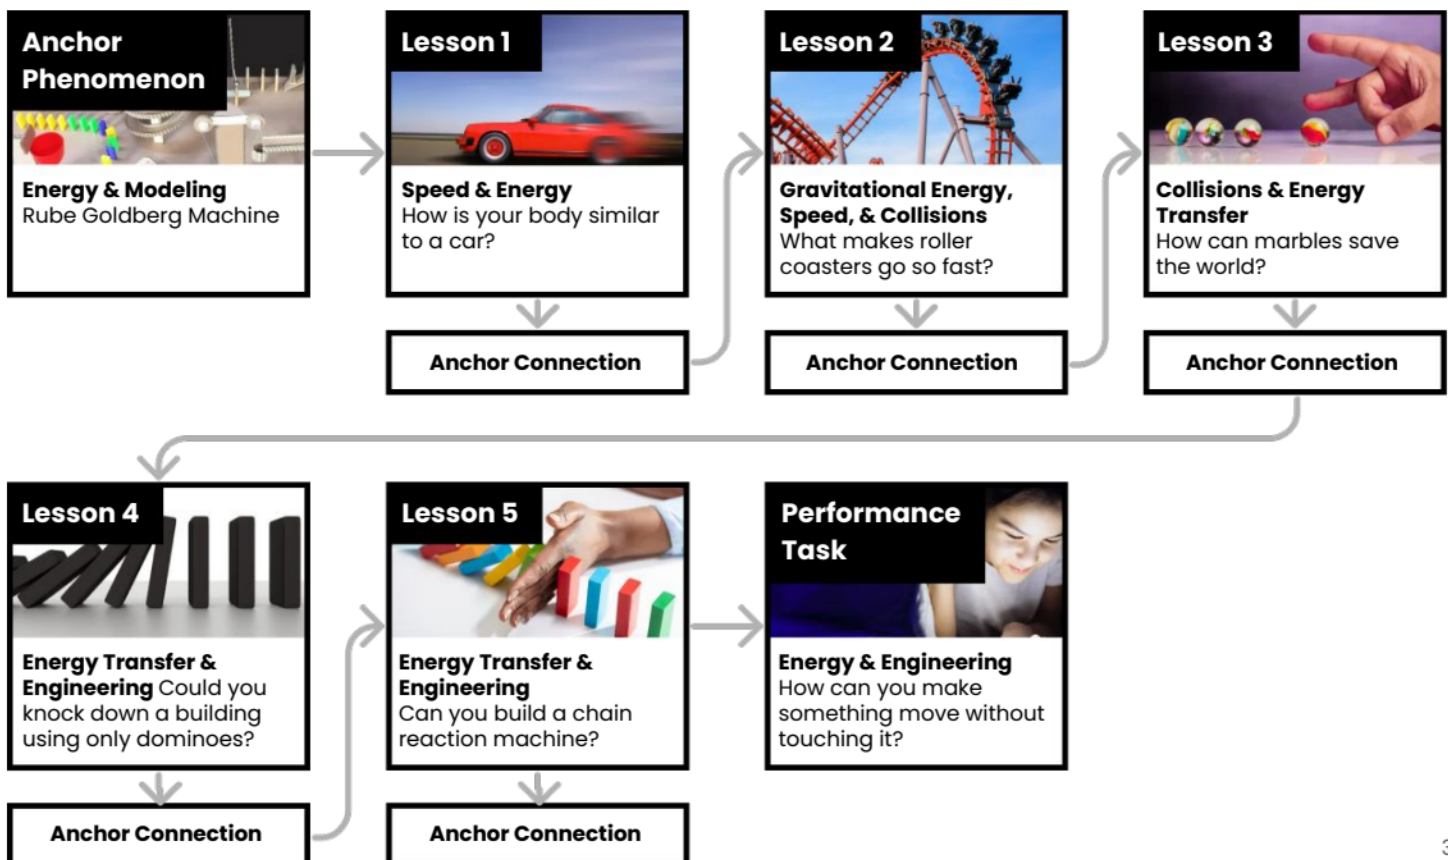 Anchor
Phenomenon
Energy & Modeling
Rube Goldberg Machine
Lesson 1
Speed & Energy
How is your body similar
to a car?
Anchor Connection
Lesson 2
Gravitational Energy,
Speed, & Collisions
What makes roller
coasters go so fast?
Anchor Connection
Lesson 3
Collisions & Energy
Transfer
How can marbles save
the world?
Anchor Connection
Lesson 4
Energy Transfer &
Engineering Could you
knock down a building
using only dominoes?
Anchor Connection
Lesson 5
Energy Transfer &
Engineering
Can you build a chain
reaction machine?
Anchor Connection
Performance
Task
Energy & Engineering
How can you make
something move without
touching it?